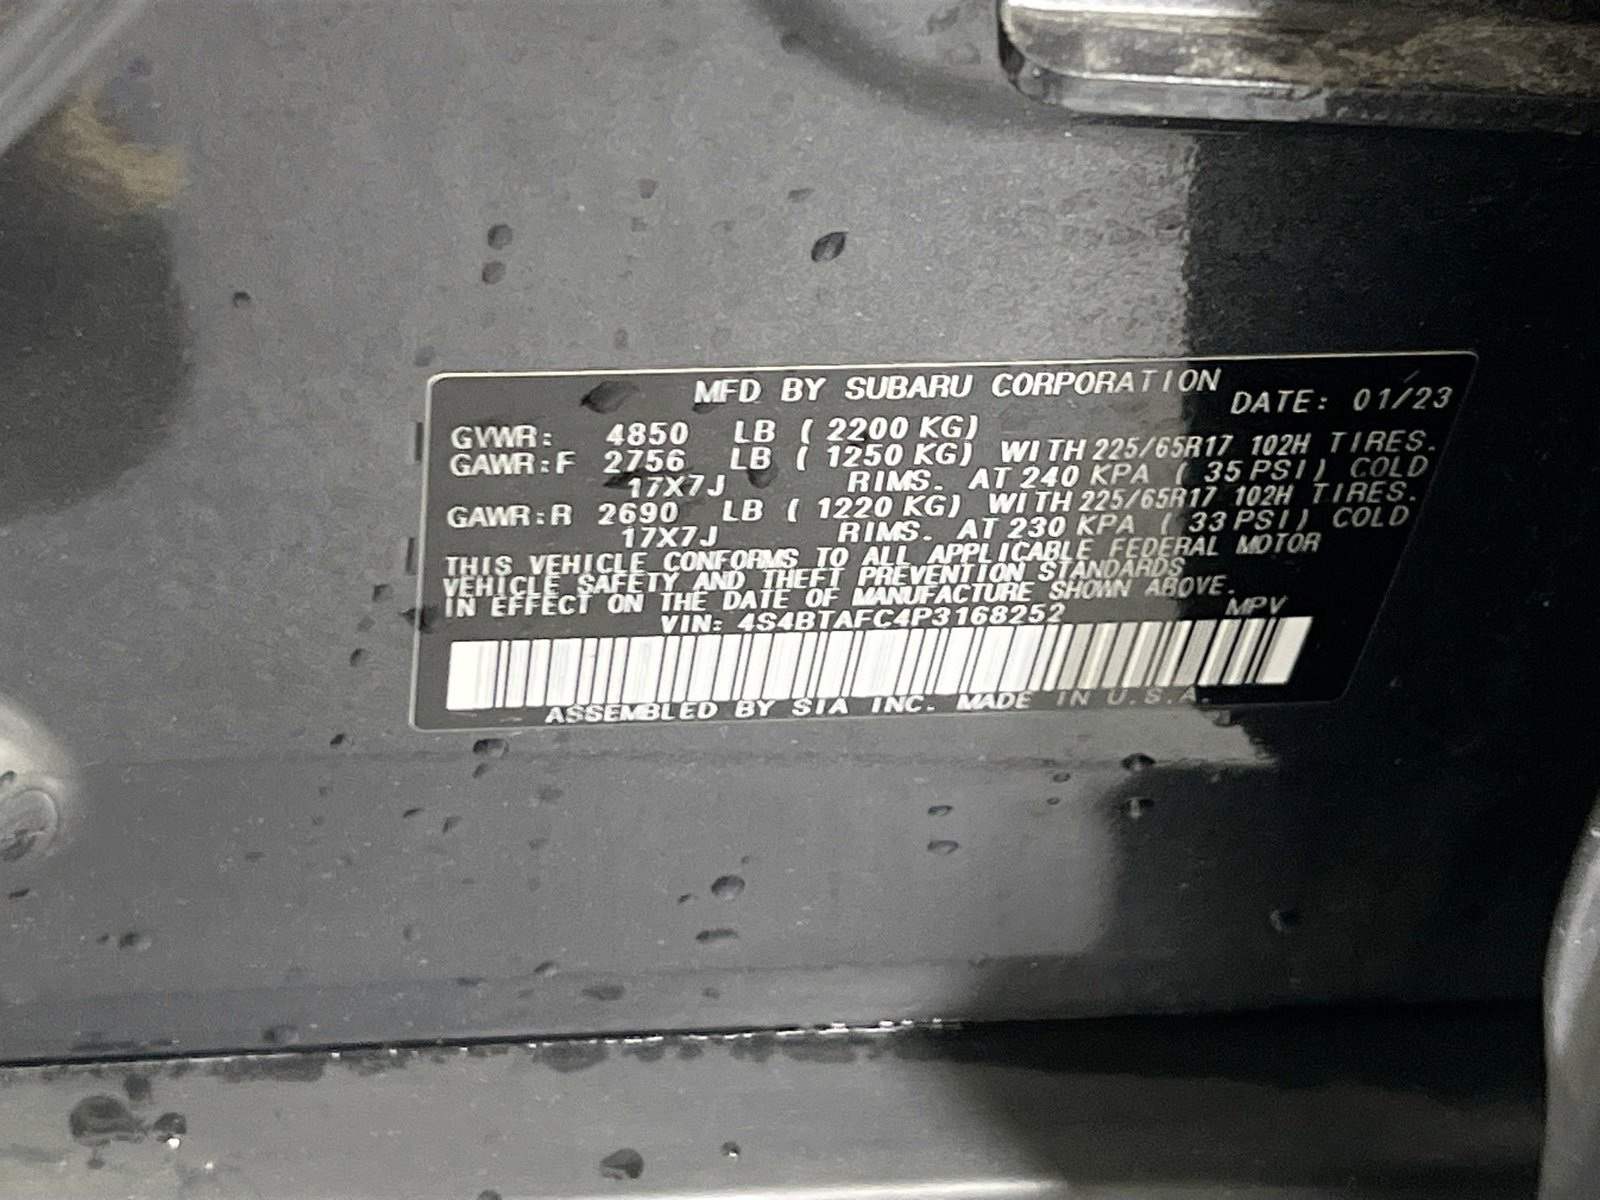 MFD BY SUBARU CORPORATION
DATE: 01/23
GVWR: 4850 LB ( 2200 KG)
GAWR:F 2756 LB ( 1250 KG) WITH 225/65R17 102H TIRES.
17X7J RIMS. AT 240 KPA ( 35 PSI) COLD
GAWR:R 2690 LB ( 1220 KG) WITH 225/65R17 102H TIRES.
17X7J RIMS. AT 230 KPA ( 33 PSI) COLD
THIS VEHICLE CONFORMS TO ALL APPLICABLE FEDERAL MOTOR
VEHICLE SAFETY AND THEFT PREVENTION STANDARDS
IN EFFECT ON THE DATE OF MANUFACTURE SHOWN ABOVE.
VIN: 4S4BTAFC4P3168252 MPV
ASSEMBLED BY SIA INC. MADE IN U.S.A.